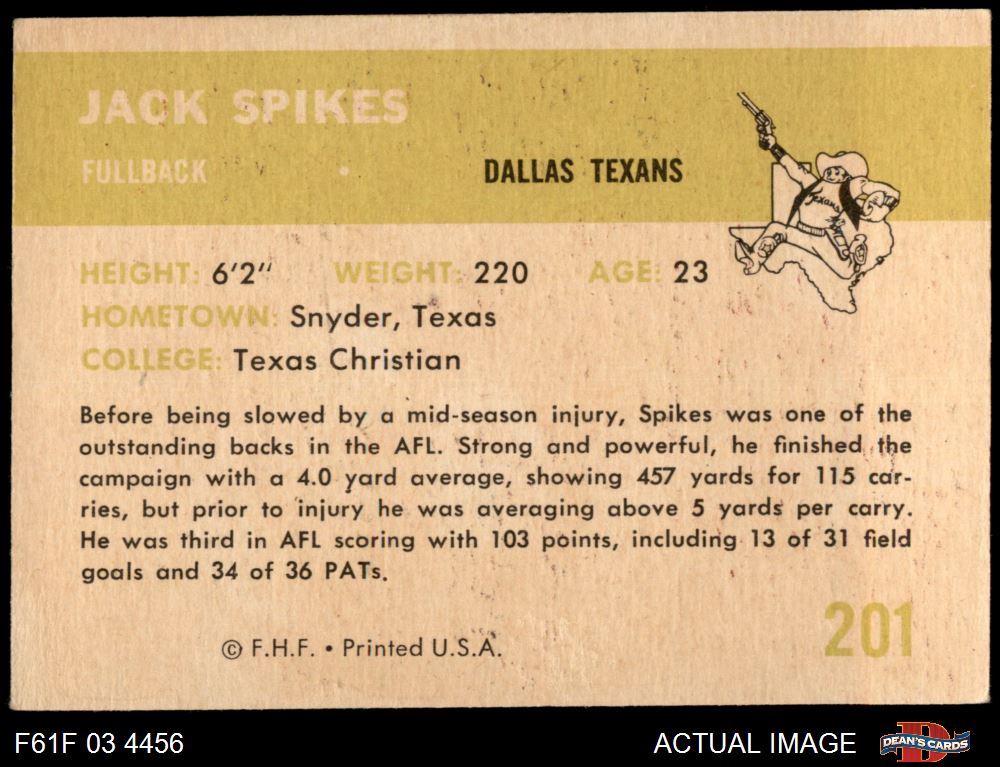 JACK SPIKES
FULLBACK • DALLAS TEXANS
Texans
HEIGHT: 6'2" WEIGHT: 220 AGE: 23
HOMETOWN: Snyder, Texas
COLLEGE: Texas Christian
Before being slowed by a mid-season injury, Spikes was one of the
outstanding backs in the AFL. Strong and powerful, he finished the
campaign with a 4.0 yard average, showing 457 yards for 115 car-
ries, but prior to injury he was averaging above 5 yards per carry.
He was third in AFL scoring with 103 points, including 13 of 31 field
goals and 34 of 36 PATs.
201
© F.H.F. • Printed U.S.A.
F61F 03 4456
ACTUAL IMAGE
D
DEAN'S CARDS